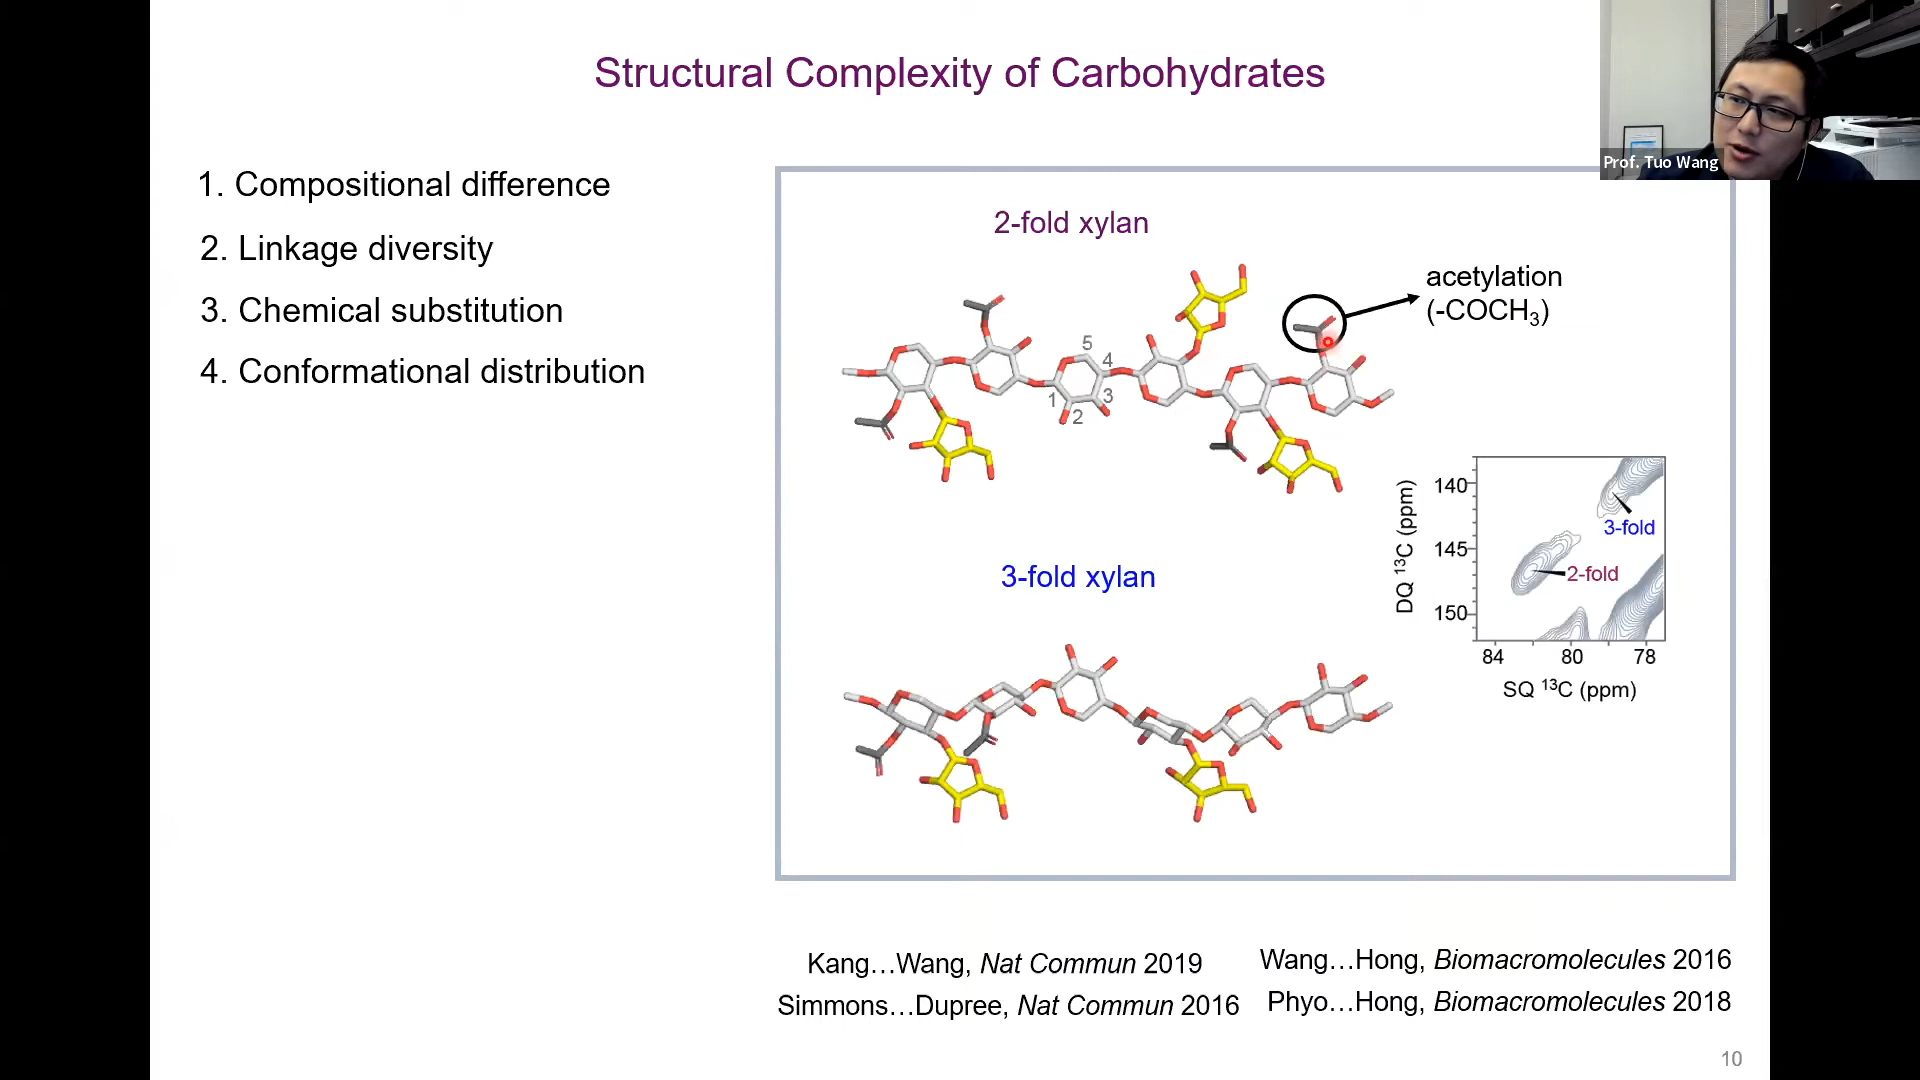 Structural Complexity of Carbohydrates
Prof. Tuo Wang
1. Compositional difference
2. Linkage diversity
3. Chemical substitution
4. Conformational distribution
2-fold xylan
acetylation
(-COCH₃)
5
4
1
2
3
3-fold xylan
DQ ¹³C (ppm)
140
145
150
3-fold
2-fold
84
80
78
SQ ¹³C (ppm)
Kang…Wang, Nat Commun 2019
Simmons…Dupree, Nat Commun 2016
Wang…Hong, Biomacromolecules 2016
Phyo…Hong, Biomacromolecules 2018
10